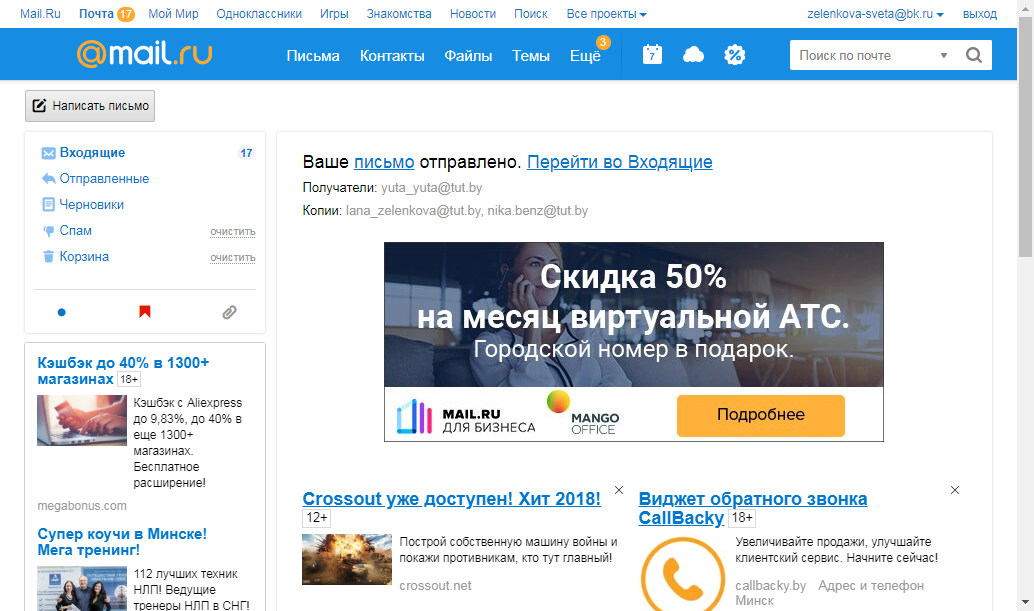 Mail.Ru Почта 17 Мой Мир Одноклассники Игры Знакомства Новости Поиск Все проекты zelenkova-sveta@bk.ru выход
@mail.ru Письма Контакты Файлы Темы Ещё 3 7 % Поиск по почте
Написать письмо
Входящие 17
Отправленные
Черновики
Спам очистить
Корзина очистить
Кэшбэк до 40% в 1300+
магазинах 18+
Кэшбэк с Aliexpress
до 9,83%, до 40% в
еще 1300+
магазинах.
Бесплатное
расширение!
megabonus.com
Супер коучи в Минске!
Мега тренинг!
112 лучших техник
НЛП! Ведущие
тренеры НЛП в СНГ!
Ваше письмо отправлено. Перейти во Входящие
Получатели: yuta_yuta@tut.by
Копии: lana_zelenkova@tut.by, nika.benz@tut.by
Скидка 50%
на месяц виртуальной АТС.
Городской номер в подарок.
MAIL.RU
ДЛЯ БИЗНЕСА
MANGO
OFFICE
Подробнее
Crossout уже доступен! Хит 2018!
12+
Построй собственную машину войны и
покажи противникам, кто тут главный!
crossout.net
Виджет обратного звонка
CallBacky 18+
Увеличивайте продажи, улучшайте
клиентский сервис. Начните сейчас!
callbacky.by Адрес и телефон
Минск